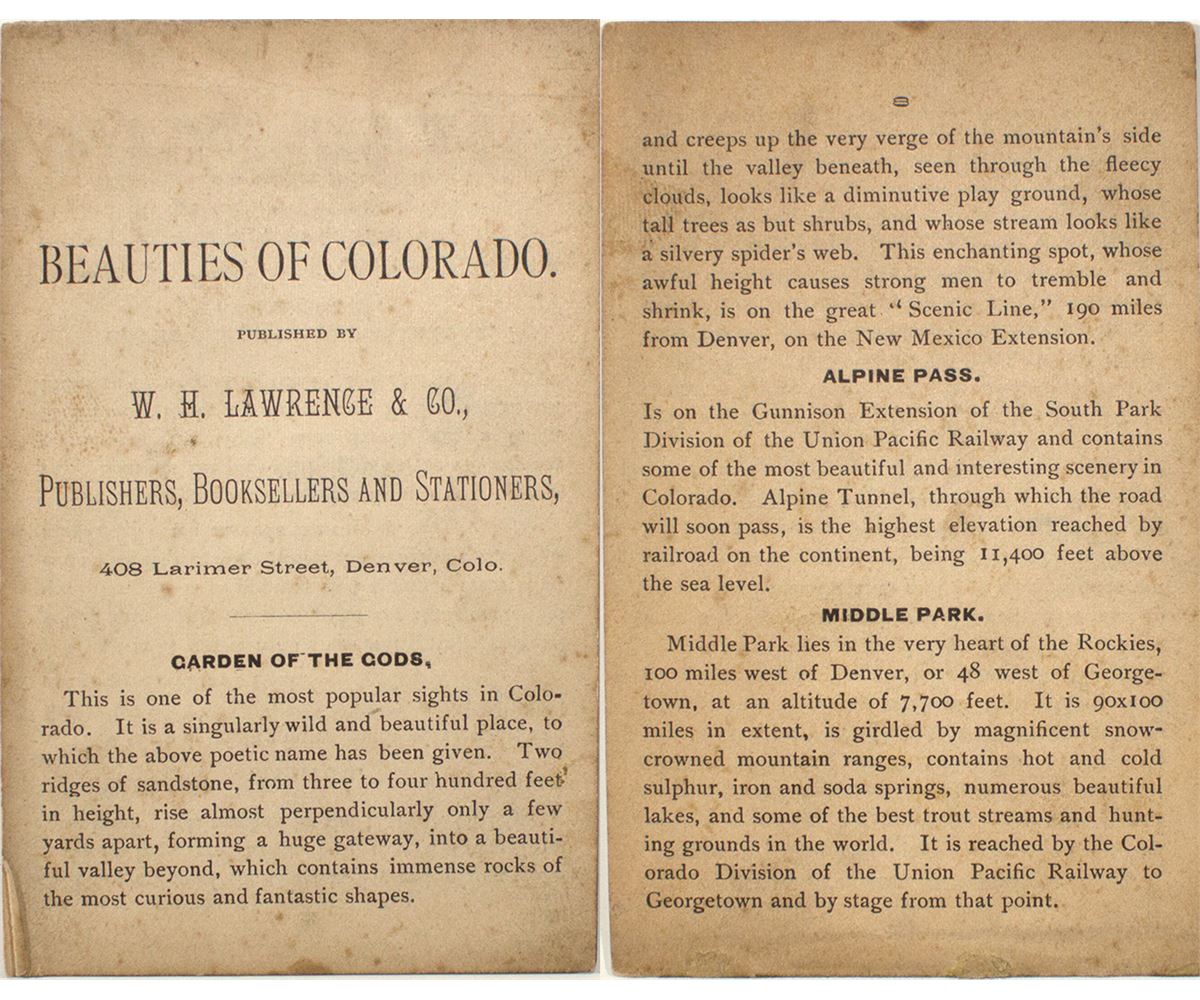 BEAUTIES OF COLORADO.
PUBLISHED BY
W. H. LAWRENCE & CO.,
PUBLISHERS, BOOKSELLERS AND STATIONERS,
408 Larimer Street, Denver, Colo.
GARDEN OF THE GODS,
This is one of the most popular sights in Colo-
rado. It is a singularly wild and beautiful place, to
which the above poetic name has been given. Two
ridges of sandstone, from three to four hundred feet
in height, rise almost perpendicularly only a few
yards apart, forming a huge gateway, into a beauti-
ful valley beyond, which contains immense rocks of
the most curious and fantastic shapes.
8
and creeps up the very verge of the mountain's side
until the valley beneath, seen through the fleecy
clouds, looks like a diminutive play ground, whose
tall trees as but shrubs, and whose stream looks like
a silvery spider's web. This enchanting spot, whose
awful height causes strong men to tremble and
shrink, is on the great "Scenic Line," 190 miles
from Denver, on the New Mexico Extension.
ALPINE PASS.
Is on the Gunnison Extension of the South Park
Division of the Union Pacific Railway and contains
some of the most beautiful and interesting scenery in
Colorado. Alpine Tunnel, through which the road
will soon pass, is the highest elevation reached by
railroad on the continent, being 11,400 feet above
the sea level.
MIDDLE PARK.
Middle Park lies in the very heart of the Rockies,
100 miles west of Denver, or 48 west of George-
town, at an altitude of 7,700 feet. It is 90x100
miles in extent, is girdled by magnificent snow-
crowned mountain ranges, contains hot and cold
sulphur, iron and soda springs, numerous beautiful
lakes, and some of the best trout streams and hunt-
ing grounds in the world. It is reached by the Col-
orado Division of the Union Pacific Railway to
Georgetown and by stage from that point.